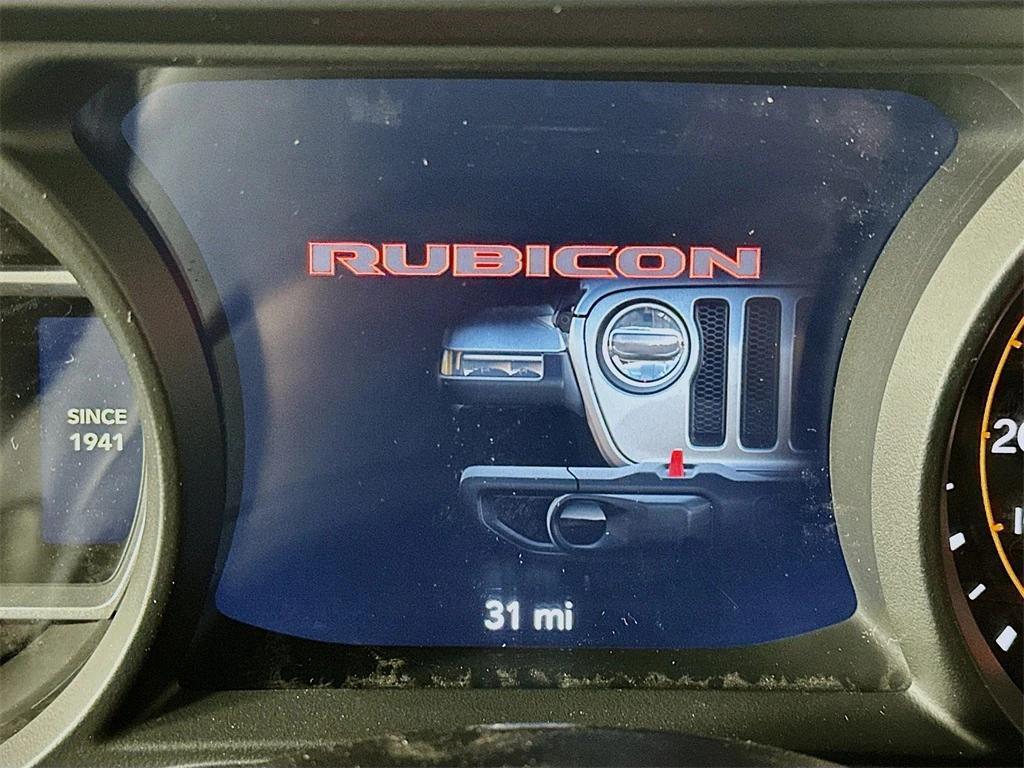 RUBICON
SINCE
1941
31 mi